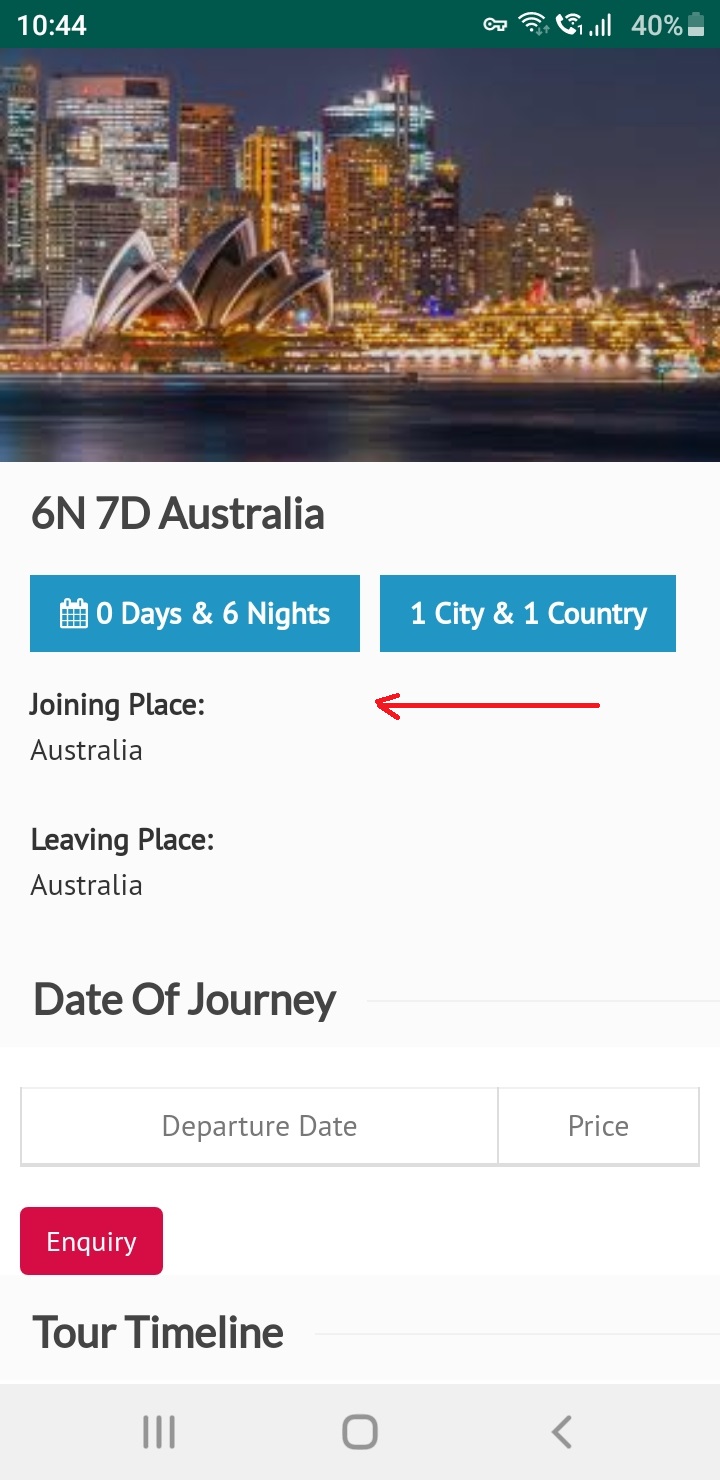 10:44
1
40%
6N 7D Australia
0 Days & 6 Nights
1 City & 1 Country
Joining Place:
Australia
Leaving Place:
Australia
Date Of Journey
Departure Date
Price
Enquiry
Tour Timeline